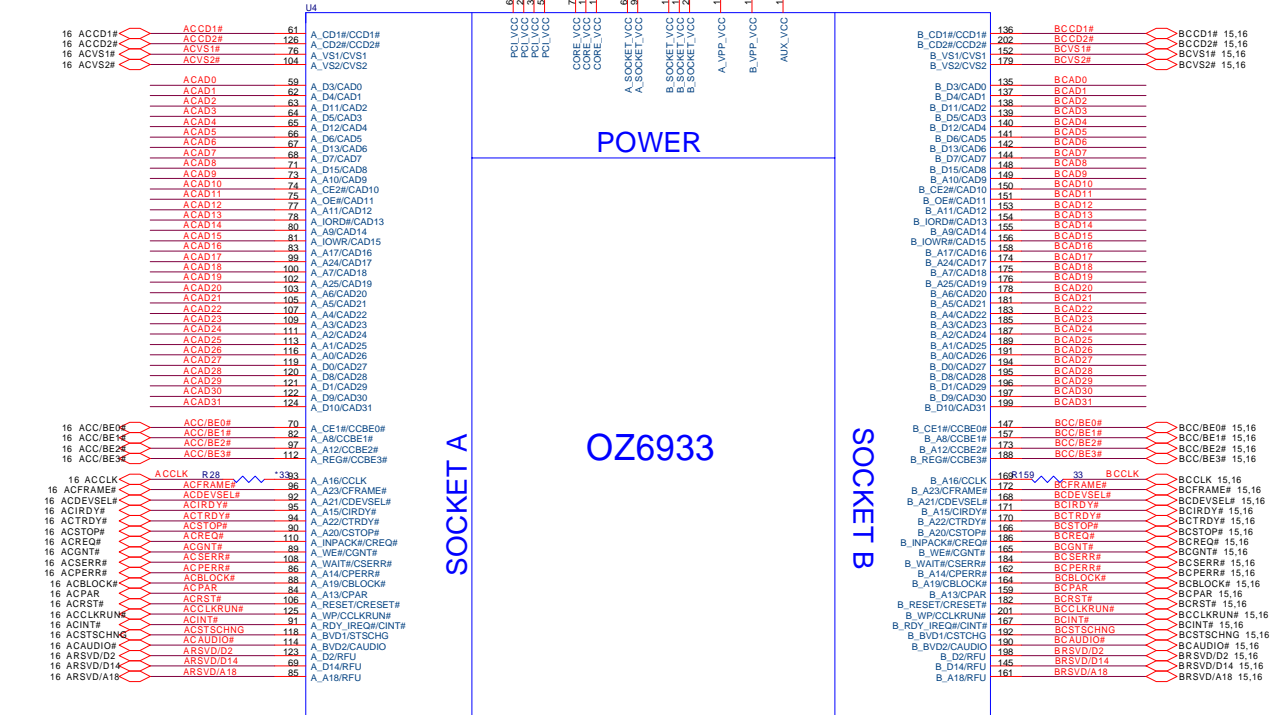 U4
PCI_VCC
PCI_VCC
PCI_VCC
PCI_VCC
CORE_VCC
CORE_VCC
CORE_VCC
A_SOCKET_VCC
A_SOCKET_VCC
B_SOCKET_VCC
B_SOCKET_VCC
B_SOCKET_VCC
A_VPP_VCC
B_VPP_VCC
AUX_VCC
POWER
OZ6933
SOCKET A
SOCKET B
16 ACCD1# ACCD1# 61 A_CD1#/CCD1#
16 ACCD2# ACCD2# 126 A_CD2#/CCD2#
16 ACVS1# ACVS1# 76 A_VS1/CVS1
16 ACVS2# ACVS2# 104 A_VS2/CVS2
ACAD0 59 A_D3/CAD0
ACAD1 62 A_D4/CAD1
ACAD2 63 A_D11/CAD2
ACAD3 64 A_D5/CAD3
ACAD4 65 A_D12/CAD4
ACAD5 66 A_D6/CAD5
ACAD6 67 A_D13/CAD6
ACAD7 68 A_D7/CAD7
ACAD8 71 A_D15/CAD8
ACAD9 73 A_A10/CAD9
ACAD10 74 A_CE2#/CAD10
ACAD11 75 A_OE#/CAD11
ACAD12 77 A_A11/CAD12
ACAD13 78 A_IORD#/CAD13
ACAD14 80 A_A9/CAD14
ACAD15 81 A_IOWR/CAD15
ACAD16 83 A_A17/CAD16
ACAD17 99 A_A24/CAD17
ACAD18 100 A_A7/CAD18
ACAD19 102 A_A25/CAD19
ACAD20 103 A_A6/CAD20
ACAD21 105 A_A5/CAD21
ACAD22 107 A_A4/CAD22
ACAD23 109 A_A3/CAD23
ACAD24 111 A_A2/CAD24
ACAD25 113 A_A1/CAD25
ACAD26 116 A_A0/CAD26
ACAD27 119 A_D0/CAD27
ACAD28 120 A_D8/CAD28
ACAD29 121 A_D1/CAD29
ACAD30 122 A_D9/CAD30
ACAD31 124 A_D10/CAD31
16 ACC/BE0# ACC/BE0# 70 A_CE1#/CCBE0#
16 ACC/BE1# ACC/BE1# 82 A_A8/CCBE1#
16 ACC/BE2# ACC/BE2# 97 A_A12/CCBE2#
16 ACC/BE3# ACC/BE3# 112 A_REG#/CCBE3#
16 ACCLK ACCLK R28 *33 93 A_A16/CCLK
16 ACFRAME# ACFRAME# 96 A_A23/CFRAME#
16 ACDEVSEL# ACDEVSEL# 92 A_A21/CDEVSEL#
16 ACIRDY# ACIRDY# 95 A_A15/CIRDY#
16 ACTRDY# ACTRDY# 94 A_A22/CTRDY#
16 ACSTOP# ACSTOP# 90 A_A20/CSTOP#
16 ACREQ# ACREQ# 110 A_INPACK#/CREQ#
16 ACGNT# ACGNT# 89 A_WE#/CGNT#
16 ACSERR# ACSERR# 108 A_WAIT#/CSERR#
16 ACPERR# ACPERR# 86 A_A14/CPERR#
16 ACBLOCK# ACBLOCK# 88 A_A19/CBLOCK#
16 ACPAR ACPAR 84 A_A13/CPAR
16 ACRST# ACRST# 106 A_RESET/CRESET#
16 ACCLKRUN# ACCLKRUN# 125 A_WP/CCLKRUN#
16 ACINT# ACINT# 91 A_RDY_IREQ#/CINT#
16 ACSTSCHNG ACSTSCHNG 118 A_BVD1/STSCHG
16 ACAUDIO# ACAUDIO# 114 A_BVD2/CAUDIO
16 ARSVD/D2 ARSVD/D2 123 A_D2/RFU
16 ARSVD/D14 ARSVD/D14 69 A_D14/RFU
16 ARSVD/A18 ARSVD/A18 85 A_A18/RFU
B_CD1#/CCD1# 136 BCCD1# BCCD1# 15,16
B_CD2#/CCD2# 202 BCCD2# BCCD2# 15,16
B_VS1/CVS1 152 BCVS1# BCVS1# 15,16
B_VS2/CVS2 179 BCVS2# BCVS2# 15,16
B_D3/CAD0 135 BCAD0
B_D4/CAD1 137 BCAD1
B_D11/CAD2 138 BCAD2
B_D5/CAD3 139 BCAD3
B_D12/CAD4 140 BCAD4
B_D6/CAD5 141 BCAD5
B_D13/CAD6 142 BCAD6
B_D7/CAD7 144 BCAD7
B_D15/CAD8 148 BCAD8
B_A10/CAD9 149 BCAD9
B_CE2#/CAD10 150 BCAD10
B_OE#/CAD11 151 BCAD11
B_A11/CAD12 153 BCAD12
B_IORD#/CAD13 154 BCAD13
B_A9/CAD14 155 BCAD14
B_IOWR#/CAD15 156 BCAD15
B_A17/CAD16 158 BCAD16
B_A24/CAD17 174 BCAD17
B_A7/CAD18 175 BCAD18
B_A25/CAD19 176 BCAD19
B_A6/CAD20 178 BCAD20
B_A5/CAD21 181 BCAD21
B_A4/CAD22 183 BCAD22
B_A3/CAD23 185 BCAD23
B_A2/CAD24 187 BCAD24
B_A1/CAD25 189 BCAD25
B_A0/CAD26 191 BCAD26
B_D0/CAD27 194 BCAD27
B_D8/CAD28 195 BCAD28
B_D1/CAD29 196 BCAD29
B_D9/CAD30 197 BCAD30
B_D10/CAD31 199 BCAD31
B_CE1#/CCBE0# 147 BCC/BE0# BCC/BE0# 15,16
B_A8/CCBE1# 157 BCC/BE1# BCC/BE1# 15,16
B_A12/CCBE2# 173 BCC/BE2# BCC/BE2# 15,16
B_REG#/CCBE3# 188 BCC/BE3# BCC/BE3# 15,16
B_A16/CCLK 169 R159 33 BCCLK BCCLK 15,16
B_A23/CFRAME# 172 BCFRAME# BCFRAME# 15,16
B_A21/CDEVSEL# 168 BCDEVSEL# BCDEVSEL# 15,16
B_A15/CIRDY# 171 BCIRDY# BCIRDY# 15,16
B_A22/CTRDY# 170 BCTRDY# BCTRDY# 15,16
B_A20/CSTOP# 166 BCSTOP# BCSTOP# 15,16
B_INPACK#/CREQ# 186 BCREQ# BCREQ# 15,16
B_WE#/CGNT# 165 BCGNT# BCGNT# 15,16
B_WAIT#/CSERR# 184 BCSERR# BCSERR# 15,16
B_A14/CPERR# 162 BCPERR# BCPERR# 15,16
B_A19/CBLOCK# 164 BCBLOCK# BCBLOCK# 15,16
B_A13/CPAR 159 BCPAR BCPAR 15,16
B_RESET/CRESET# 182 BCRST# BCRST# 15,16
B_WP/CCLKRUN# 201 BCCLKRUN# BCCLKRUN# 15,16
B_RDY_IREQ#/CINT# 167 BCINT# BCINT# 15,16
B_BVD1/CSTCHG 192 BCSTSCHNG BCSTSCHNG 15,16
B_BVD2/CAUDIO 190 BCAUDIO# BCAUDIO# 15,16
B_D2/RFU 198 BRSVD/D2 BRSVD/D2 15,16
B_D14/RFU 145 BRSVD/D14 BRSVD/D14 15,16
B_A18/RFU 161 BRSVD/A18 BRSVD/A18 15,16